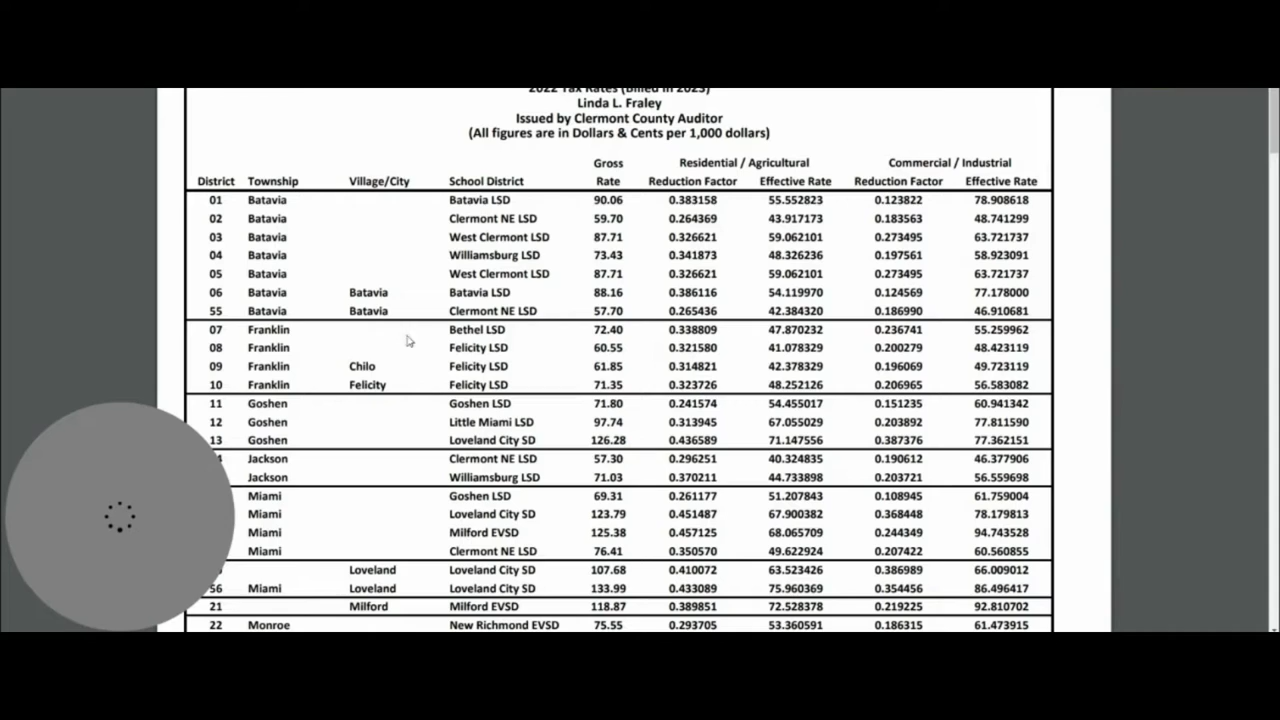 2022 Tax Rates (Billed in 2023)
Linda L. Fraley
Issued by Clermont County Auditor
(All figures are in Dollars & Cents per 1,000 dollars)
Gross Residential / Agricultural Commercial / Industrial
District Township Village/City School District Rate Reduction Factor Effective Rate Reduction Factor Effective Rate
01 Batavia Batavia LSD 90.06 0.383158 55.552823 0.123822 78.908618
02 Batavia Clermont NE LSD 59.70 0.264369 43.917173 0.183563 48.741299
03 Batavia West Clermont LSD 87.71 0.326621 59.062101 0.273495 63.721737
04 Batavia Williamsburg LSD 73.43 0.341873 48.326236 0.197561 58.923091
05 Batavia West Clermont LSD 87.71 0.326621 59.062101 0.273495 63.721737
06 Batavia Batavia Batavia LSD 88.16 0.386116 54.119970 0.124569 77.178000
55 Batavia Batavia Clermont NE LSD 57.70 0.265436 42.384320 0.186990 46.910681
07 Franklin Bethel LSD 72.40 0.338809 47.870232 0.236741 55.259962
08 Franklin Felicity LSD 60.55 0.321580 41.078329 0.200279 48.423119
09 Franklin Chilo Felicity LSD 61.85 0.314821 42.378329 0.196069 49.723119
10 Franklin Felicity Felicity LSD 71.35 0.323726 48.252126 0.206965 56.583082
11 Goshen Goshen LSD 71.80 0.241574 54.455017 0.151235 60.941342
12 Goshen Little Miami LSD 97.74 0.313945 67.055029 0.203892 77.811590
13 Goshen Loveland City SD 126.28 0.436589 71.147556 0.387376 77.362151
Jackson Clermont NE LSD 57.30 0.296251 40.324835 0.190612 46.377906
Jackson Williamsburg LSD 71.03 0.370211 44.733898 0.203721 56.559698
Miami Goshen LSD 69.31 0.261177 51.207843 0.108945 61.759004
Miami Loveland City SD 123.79 0.451487 67.900382 0.368448 78.179813
Miami Milford EVSD 125.38 0.457125 68.065709 0.244349 94.743528
Miami Clermont NE LSD 76.41 0.350570 49.622924 0.207422 60.560855
Loveland Loveland City SD 107.68 0.410072 63.523426 0.386989 66.009012
56 Miami Loveland Loveland City SD 133.99 0.433089 75.960369 0.354456 86.496417
21 Milford Milford EVSD 118.87 0.389851 72.528378 0.219225 92.810702
22 Monroe New Richmond EVSD 75.55 0.293705 53.360591 0.186315 61.473915